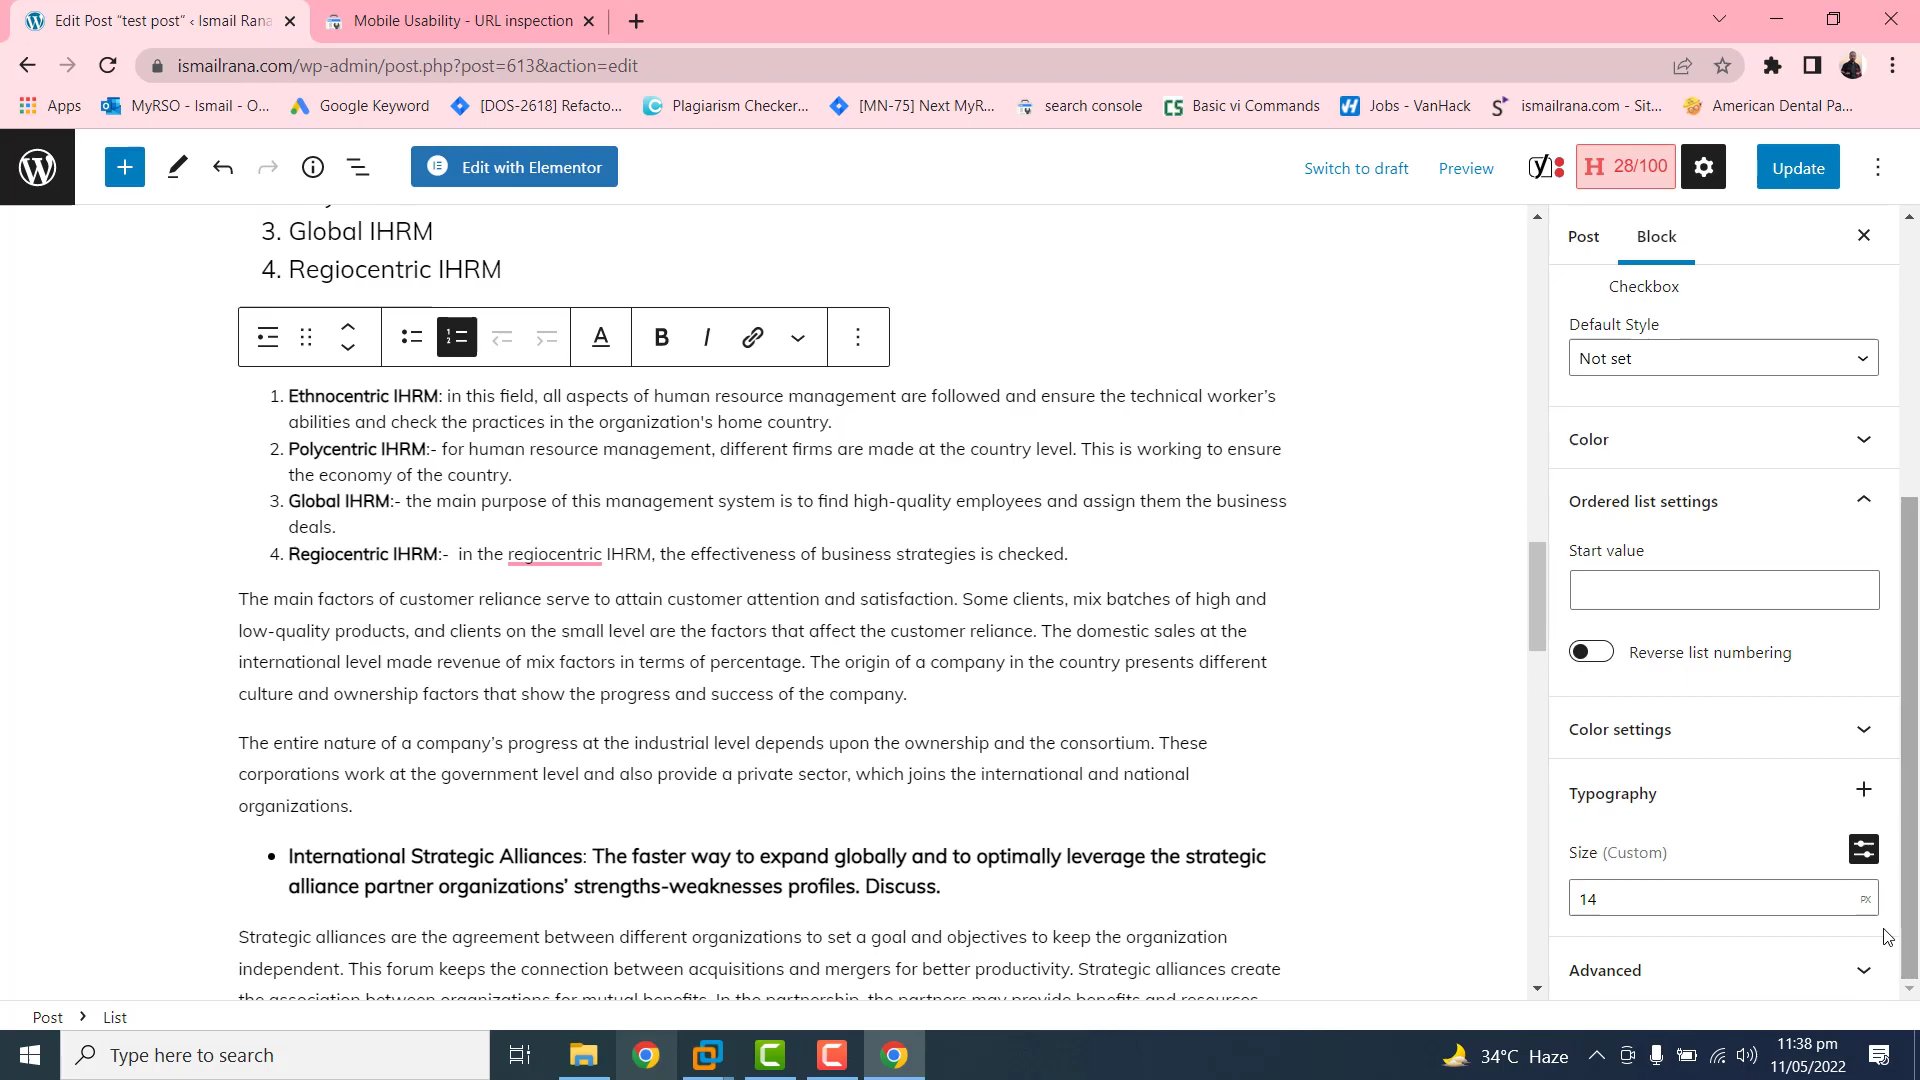 Edit Post “test post” ‹ Ismail Rana
Mobile Usability - URL inspection
ismailrana.com/wp-admin/post.php?post=613&action=edit
Apps
MyRSO - Ismail - O...
Google Keyword
[DOS-2618] Refacto...
Plagiarism Checker...
[MN-75] Next MyR...
search console
Basic vi Commands
Jobs - VanHack
ismailrana.com - Sit...
American Dental Pa...
Edit with Elementor
Switch to draft
Preview
H 28/100
Update
3. Global IHRM
4. Regiocentric IHRM
B I
1. Ethnocentric IHRM: in this field, all aspects of human resource management are followed and ensure the technical worker’s
abilities and check the practices in the organization's home country.
2. Polycentric IHRM:- for human resource management, different firms are made at the country level. This is working to ensure
the economy of the country.
3. Global IHRM:- the main purpose of this management system is to find high-quality employees and assign them the business
deals.
4. Regiocentric IHRM:- in the regiocentric IHRM, the effectiveness of business strategies is checked.
The main factors of customer reliance serve to attain customer attention and satisfaction. Some clients, mix batches of high and
low-quality products, and clients on the small level are the factors that affect the customer reliance. The domestic sales at the
international level made revenue of mix factors in terms of percentage. The origin of a company in the country presents different
culture and ownership factors that show the progress and success of the company.
The entire nature of a company’s progress at the industrial level depends upon the ownership and the consortium. These
corporations work at the government level and also provide a private sector, which joins the international and national
organizations.
• International Strategic Alliances: The faster way to expand globally and to optimally leverage the strategic
alliance partner organizations’ strengths-weaknesses profiles. Discuss.
Strategic alliances are the agreement between different organizations to set a goal and objectives to keep the organization
independent. This forum keeps the connection between acquisitions and mergers for better productivity. Strategic alliances create
the association between organizations for mutual benefits. In the partnership, the partners may provide benefits and resources
Post
Block
Checkbox
Default Style
Not set
Color
Ordered list settings
Start value
Reverse list numbering
Color settings
Typography
Size (Custom)
14
PX
Advanced
Post
List
Type here to search
34°C Haze
11:38 pm
11/05/2022